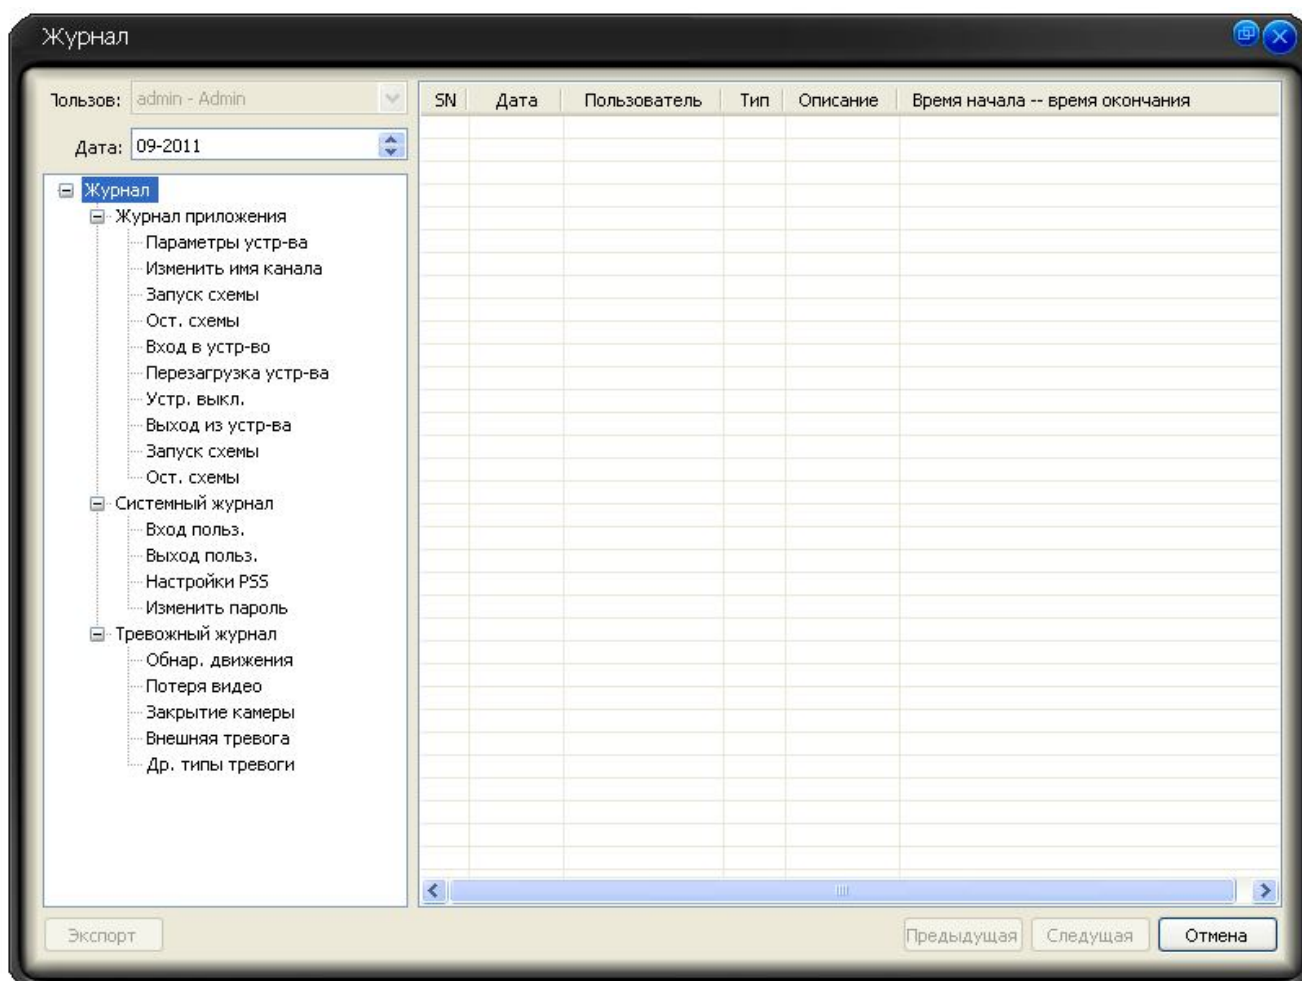 Журнал
Пользов: admin - Admin
Дата: 09-2011
Журнал
Журнал приложения
Параметры устр-ва
Изменить имя канала
Запуск схемы
Ост. схемы
Вход в устр-во
Перезагрузка устр-ва
Устр. выкл.
Выход из устр-ва
Запуск схемы
Ост. схемы
Системный журнал
Вход польз.
Выход польз.
Настройки PSS
Изменить пароль
Тревожный журнал
Обнар. движения
Потеря видео
Закрытие камеры
Внешняя тревога
Др. типы тревоги
SN Дата Пользователь Тип Описание Время начала -- время окончания
Экспорт Предыдущая Следущая Отмена